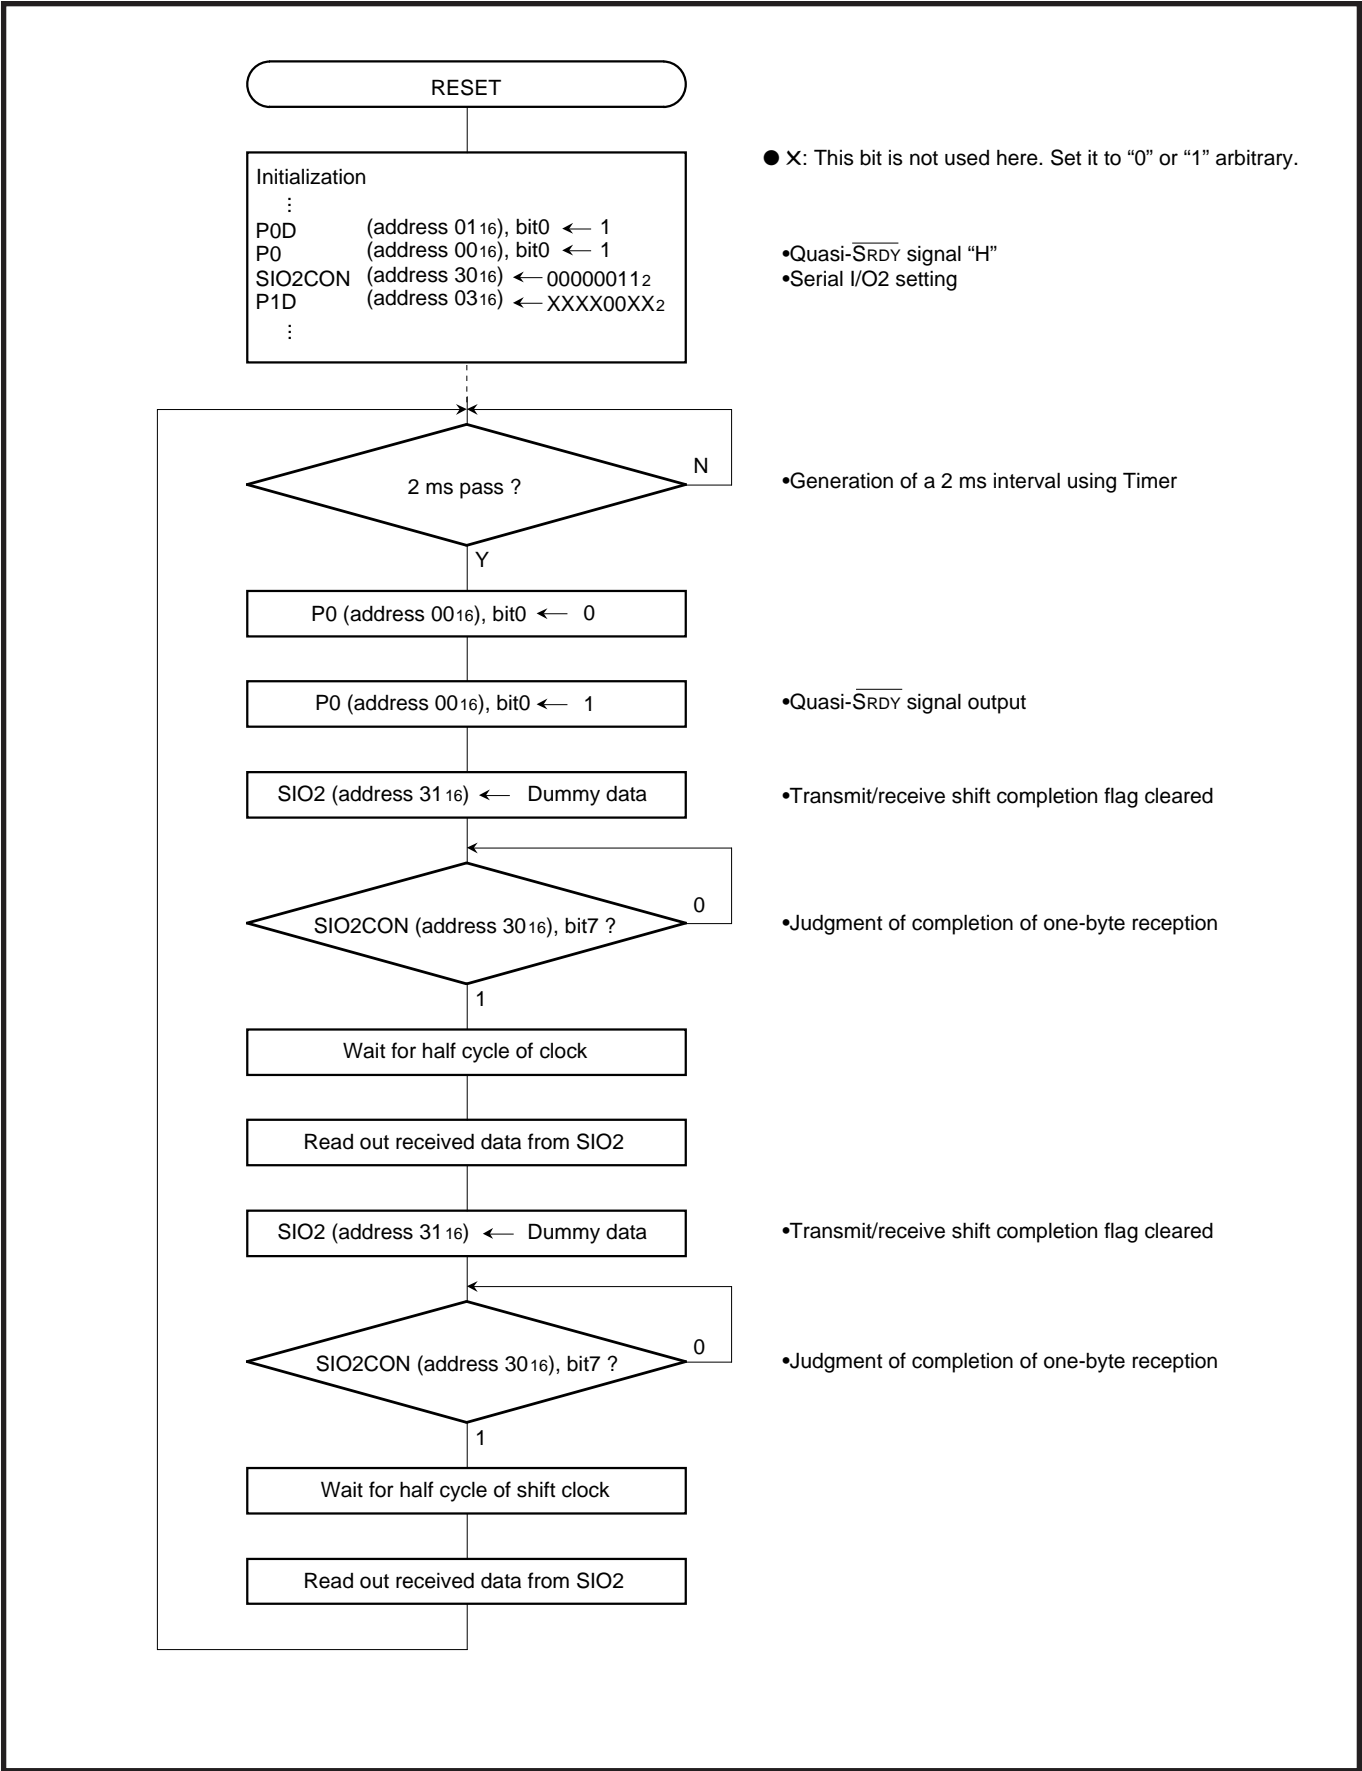 RESET
● X: This bit is not used here. Set it to “0” or “1” arbitrary.
Initialization
⋮
P0D (address 0116), bit0 ← 1
P0 (address 0016), bit0 ← 1
•Quasi-SRDY signal “H”
SIO2CON (address 3016) ← 000000112
•Serial I/O2 setting
P1D (address 0316) ← XXXX00XX2
⋮
2 ms pass ?
N
•Generation of a 2 ms interval using Timer
Y
P0 (address 0016), bit0 ← 0
P0 (address 0016), bit0 ← 1
•Quasi-SRDY signal output
SIO2 (address 3116) ← Dummy data
•Transmit/receive shift completion flag cleared
0
SIO2CON (address 3016), bit7 ?
•Judgment of completion of one-byte reception
1
Wait for half cycle of clock
Read out received data from SIO2
SIO2 (address 3116) ← Dummy data
•Transmit/receive shift completion flag cleared
0
SIO2CON (address 3016), bit7 ?
•Judgment of completion of one-byte reception
1
Wait for half cycle of shift clock
Read out received data from SIO2